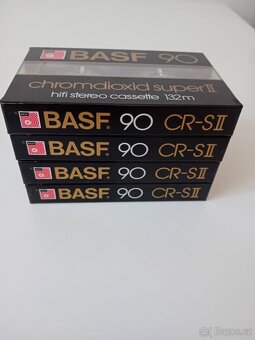 BASF 90
chromdioxid super II
hifi stereo cassette 132m
BASF 90 CR-SII
BASF 90 CR-SII
BASF 90 CR-SII
BASF 90 CR-SII
bazos.cz